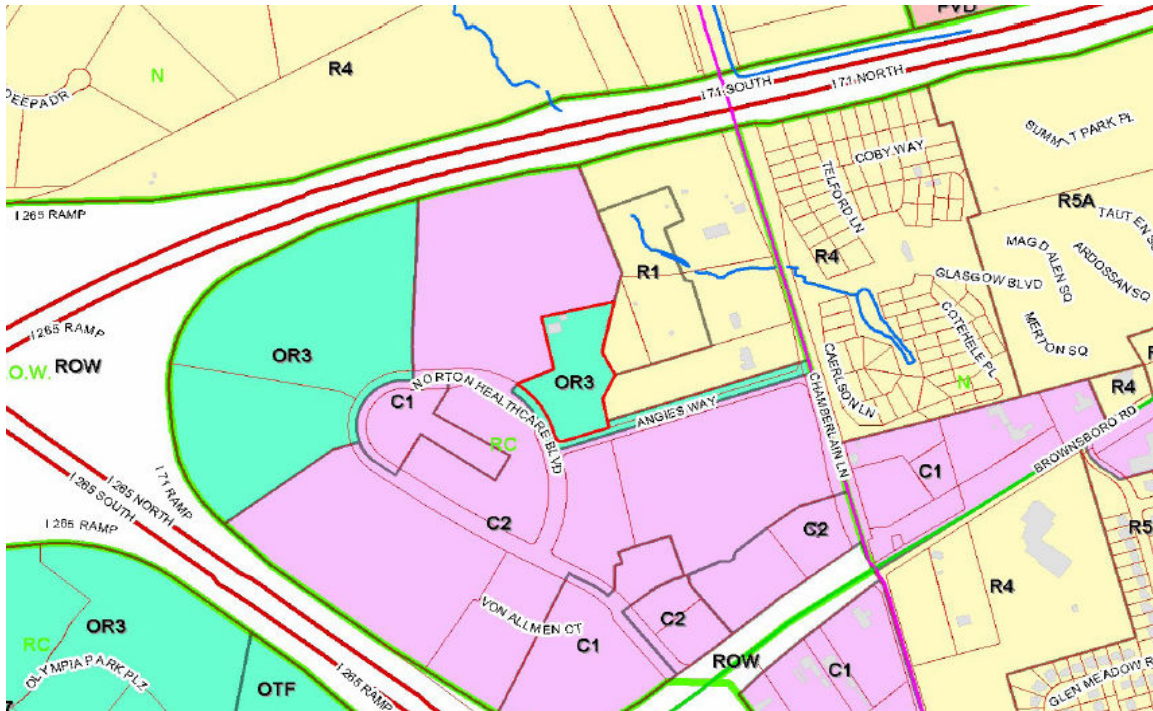 PVD
R4
N
DEEPA DR
I 71 SOUTH
I 71 NORTH
SUMMIT PARK PL
COBY WAY
TELFORD LN
R5A
I 265 RAMP
TAUTEN SQ
MAGDALEN SQ
ARDOSSAN SQ
R4
R1
GLASGOW BLVD
COTEHELE PL
MERTON SQ
I 265 RAMP
OR3
O.W.
ROW
OR3
NORTON HEALTHCARE BLVD
C1
CAERLSON LN
N
R4
ANGIES WAY
CHAMBERLAIN LN
RC
BROWNSBORO RD
C1
I 71 RAMP
I 265 NORTH
I 265 SOUTH
I 265 RAMP
C2
C2
R5
R4
VON ALLMEN CT
C2
C1
OR3
RC
OLYMPIA PARK PLZ
ROW
C1
OTF
I 265 RAMP
GLEN MEADOW R